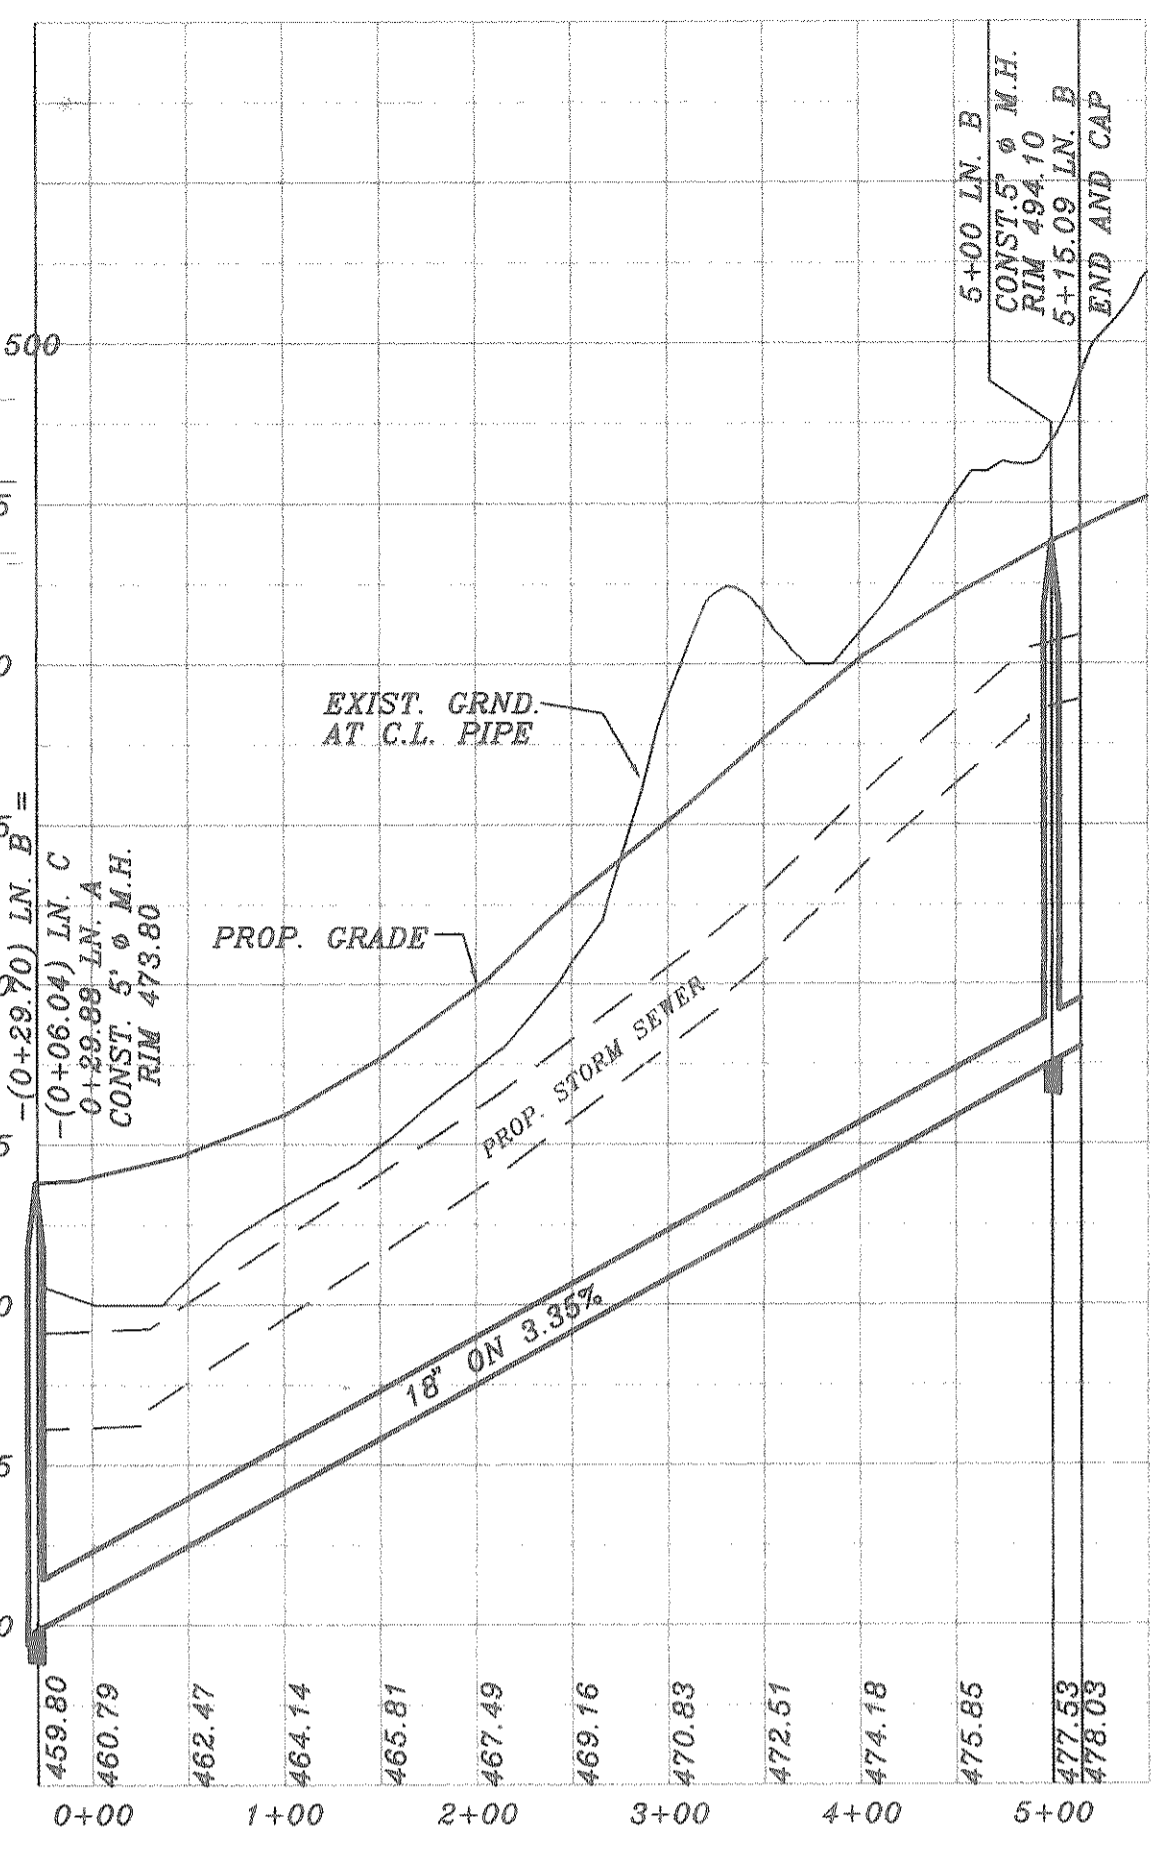 5+00 LN. B
CONST. 5' ø M.H.
RIM 494.10
5+15.09 LN. B
END AND CAP
500
EXIST. GRND.
AT C.L. PIPE
-(0+29.70) LN. B =
-(0+06.04) LN. C
0+29.88 LN. A
CONST. 5' ø M.H.
RIM 473.80
PROP. GRADE
PROP. STORM SEWER
18" ON 3.35%
459.80
460.79
462.47
464.14
465.81
467.49
469.16
470.83
472.51
474.18
475.85
477.53
478.03
0+00 1+00 2+00 3+00 4+00 5+00